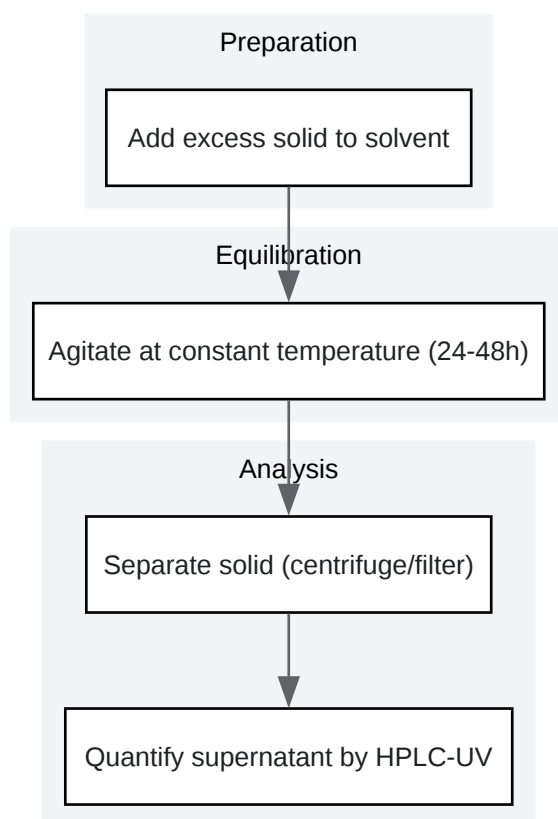 Preparation
Add excess solid to solvent
Equilibration
Agitate at constant temperature (24-48h)
Analysis
Separate solid (centrifuge/filter)
Quantify supernatant by HPLC-UV